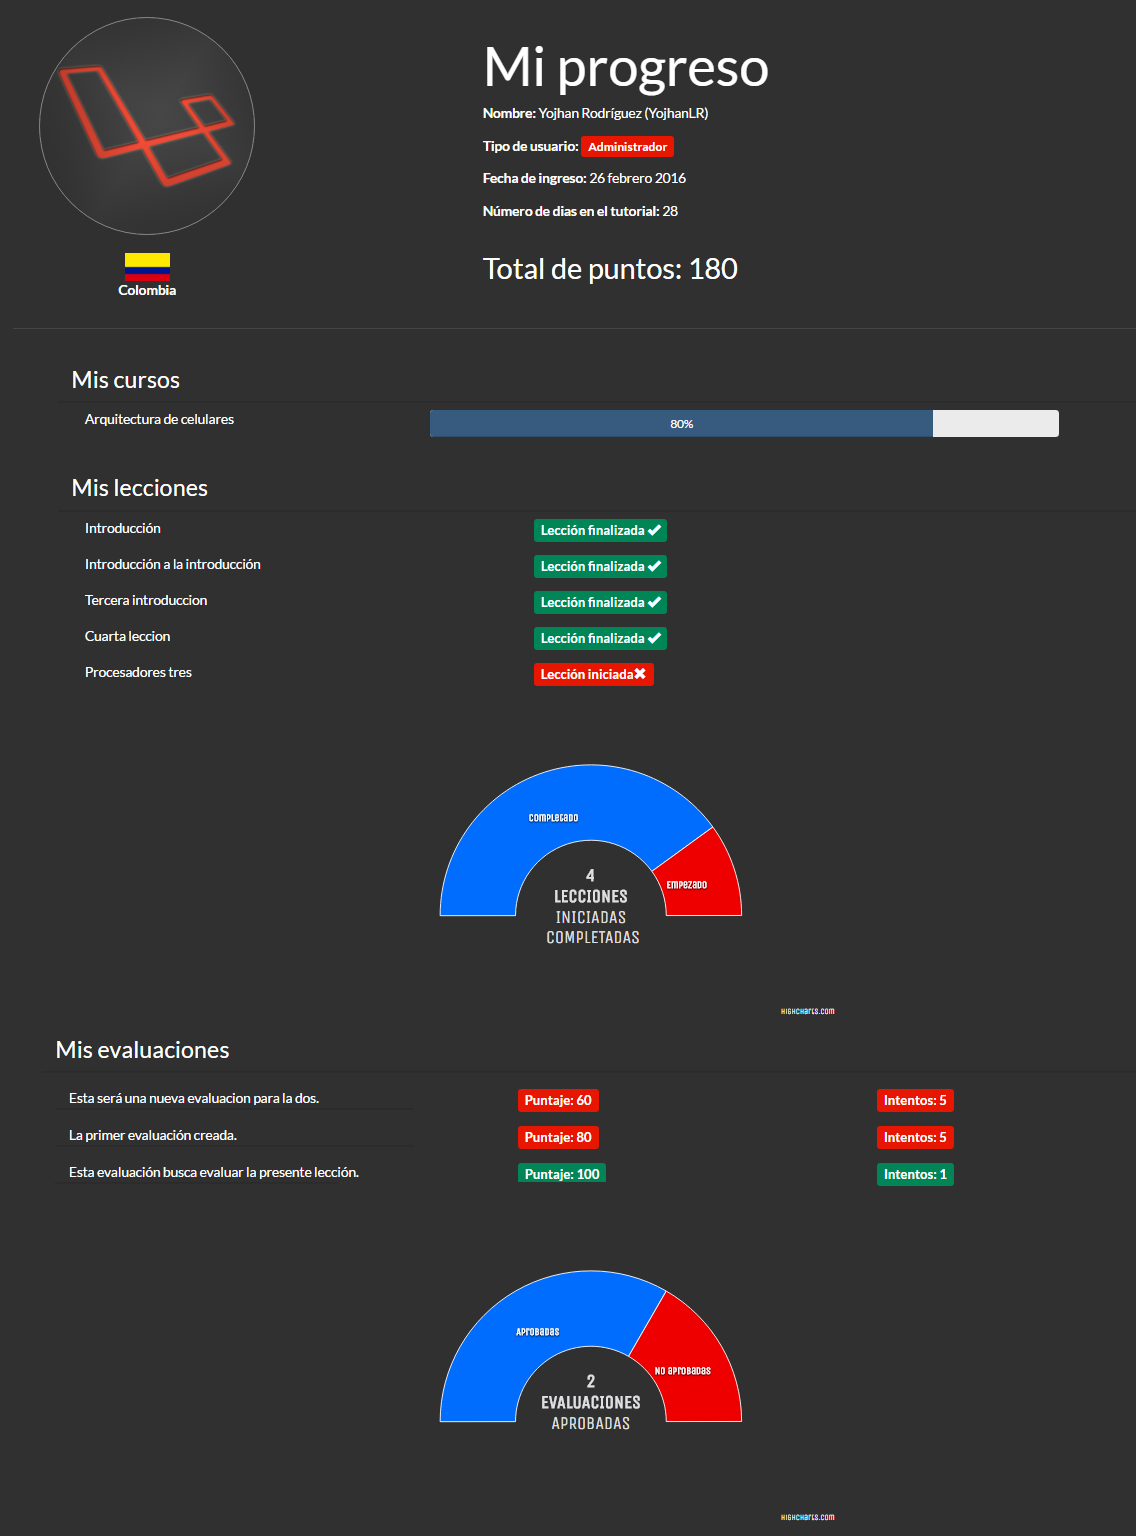 Mi progreso
Nombre: Yojhan Rodríguez (YojhanLR)
Tipo de usuario: Administrador
Fecha de ingreso: 26 febrero 2016
Número de dias en el tutorial: 28
Total de puntos: 180
Colombia
Mis cursos
Arquitectura de celulares 80%
Mis lecciones
Introducción Lección finalizada
Introducción a la introducción Lección finalizada
Tercera introduccion Lección finalizada
Cuarta leccion Lección finalizada
Procesadores tres Lección iniciada
Completado
Empezado
4
LECCIONES
INICIADAS
COMPLETADAS
Highcharts.com
Mis evaluaciones
Esta será una nueva evaluacion para la dos. Puntaje: 60 Intentos: 5
La primer evaluación creada. Puntaje: 80 Intentos: 5
Esta evaluación busca evaluar la presente lección. Puntaje: 100 Intentos: 1
Aprobadas
No aprobadas
2
EVALUACIONES
APROBADAS
Highcharts.com